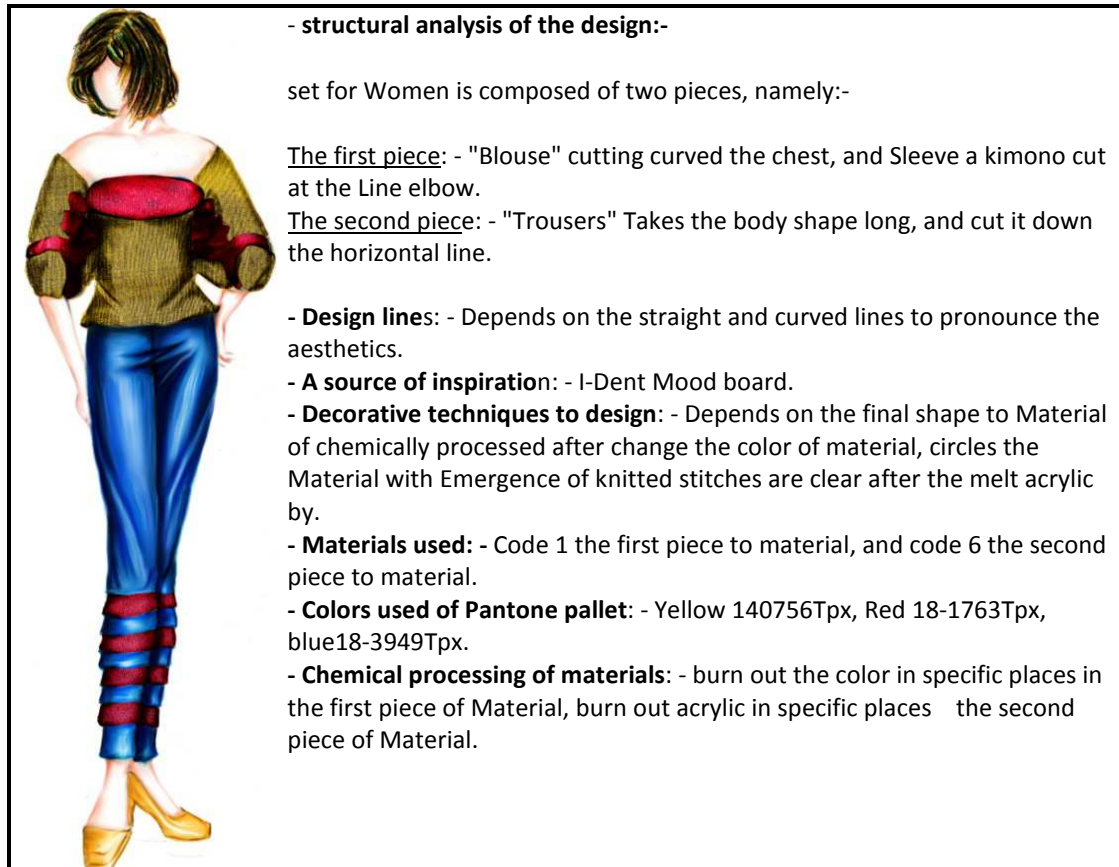 - structural analysis of the design:-
set for Women is composed of two pieces, namely:-
The first piece: - "Blouse" cutting curved the chest, and Sleeve a kimono cut
at the Line elbow.
The second piece: - "Trousers" Takes the body shape long, and cut it down
the horizontal line.
- Design lines: - Depends on the straight and curved lines to pronounce the
aesthetics.
- A source of inspiration: - I-Dent Mood board.
- Decorative techniques to design: - Depends on the final shape to Material
of chemically processed after change the color of material, circles the
Material with Emergence of knitted stitches are clear after the melt acrylic
by.
- Materials used: - Code 1 the first piece to material, and code 6 the second
piece to material.
- Colors used of Pantone pallet: - Yellow 140756Tpx, Red 18-1763Tpx,
blue18-3949Tpx.
- Chemical processing of materials: - burn out the color in specific places in
the first piece of Material, burn out acrylic in specific places the second
piece of Material.